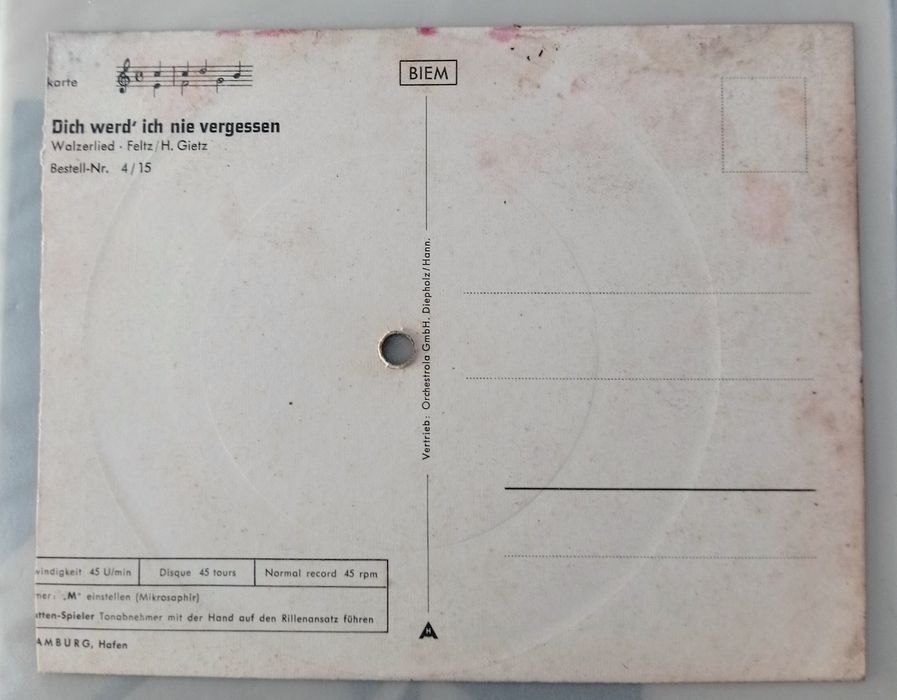 karte
Dich werd' ich nie vergessen
Walzerlied · Feltz/H. Gietz
Bestell-Nr. 4/15
BIEM
Vertrieb: Orchestrola GmbH. Diepholz/Hann.
windigkeit 45 U/min Disque 45 tours Normal record 45 rpm
mer: „M" einstellen (Mikrosaphir)
atten-Spieler Tonabnehmer mit der Hand auf den Rillenansatz führen
AMBURG, Hafen